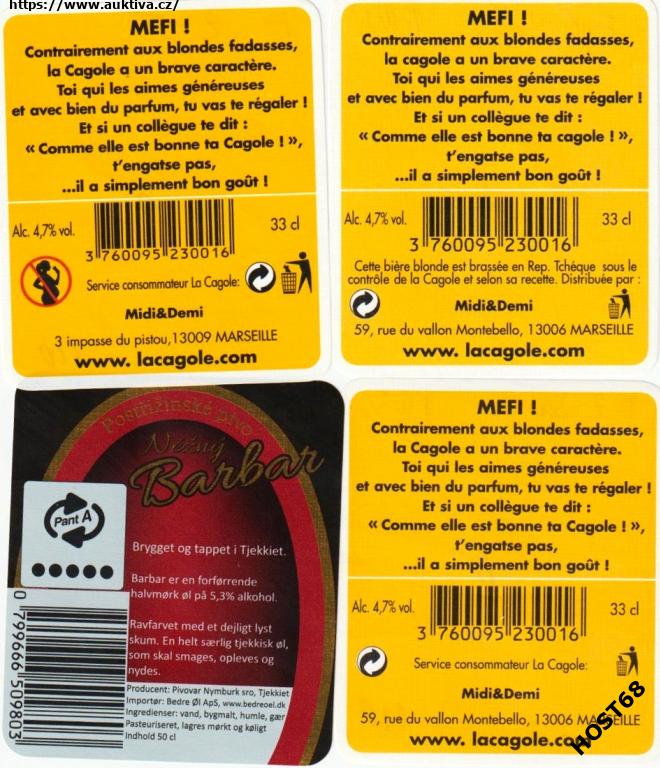 https://www.auktiva.cz/
MEFI !
Contrairement aux blondes fadasses,
la Cagole a un brave caractère.
Toi qui les aimes généreuses
et avec bien du parfum, tu vas te régaler !
Et si un collègue te dit :
« Comme elle est bonne ta Cagole ! »,
t'engatse pas,
...il a simplement bon goût !
Alc. 4,7% vol.
33 cl
3 760095 230016
Service consommateur La Cagole:
Midi&Demi
3 impasse du pistou,13009 MARSEILLE
www. lacagole.com
MEFI !
Contrairement aux blondes fadasses,
la cagole a un brave caractère.
Toi qui les aimes généreuses
et avec bien du parfum, tu vas te régaler !
Et si un collègue te dit :
« Comme elle est bonne ta cagole ! »,
t'engatse pas,
...il a simplement bon goût !
Alc. 4,7% vol.
33 cl
3 760095 230016
Cette bière blonde est brassée en Rep. Tchéque sous le
contrôle de la Cagole et selon sa recette. Distribuée par :
Midi&Demi
59, rue du vallon Montebello, 13006 MARSEILLE
www. lacagole.com
Postřižinské pivo
Něžný
Barbar
Pant A
Brygget og tappet i Tjekkiet.
Barbar er en forførrende
halvmørk øl på 5,3% alkohol.
Ravfarvet med et dejligt lyst
skum. En helt særlig tjekkisk øl,
som skal smages, opleves og
nydes.
Producent: Pivovar Nymburk sro, Tjekkiet
Importør: Bedre Øl ApS, www.bedreoel.dk
Ingredienser: vand, bygmalt, humle, gær
Pasteuriseret, lagres mørkt og køligt
Indhold 50 cl
0 799666 509803
MEFI !
Contrairement aux blondes fadasses,
la Cagole a un brave caractère.
Toi qui les aimes généreuses
et avec bien du parfum, tu vas te régaler !
Et si un collègue te dit :
« Comme elle est bonne ta Cagole ! »,
t'engatse pas,
...il a simplement bon goût !
Alc. 4,7% vol.
33 cl
3 760095 230016
Service consommateur La Cagole:
Midi&Demi
59, rue du vallon Montebello, 13006 MARSEILLE
www. lacagole.com
HOST68